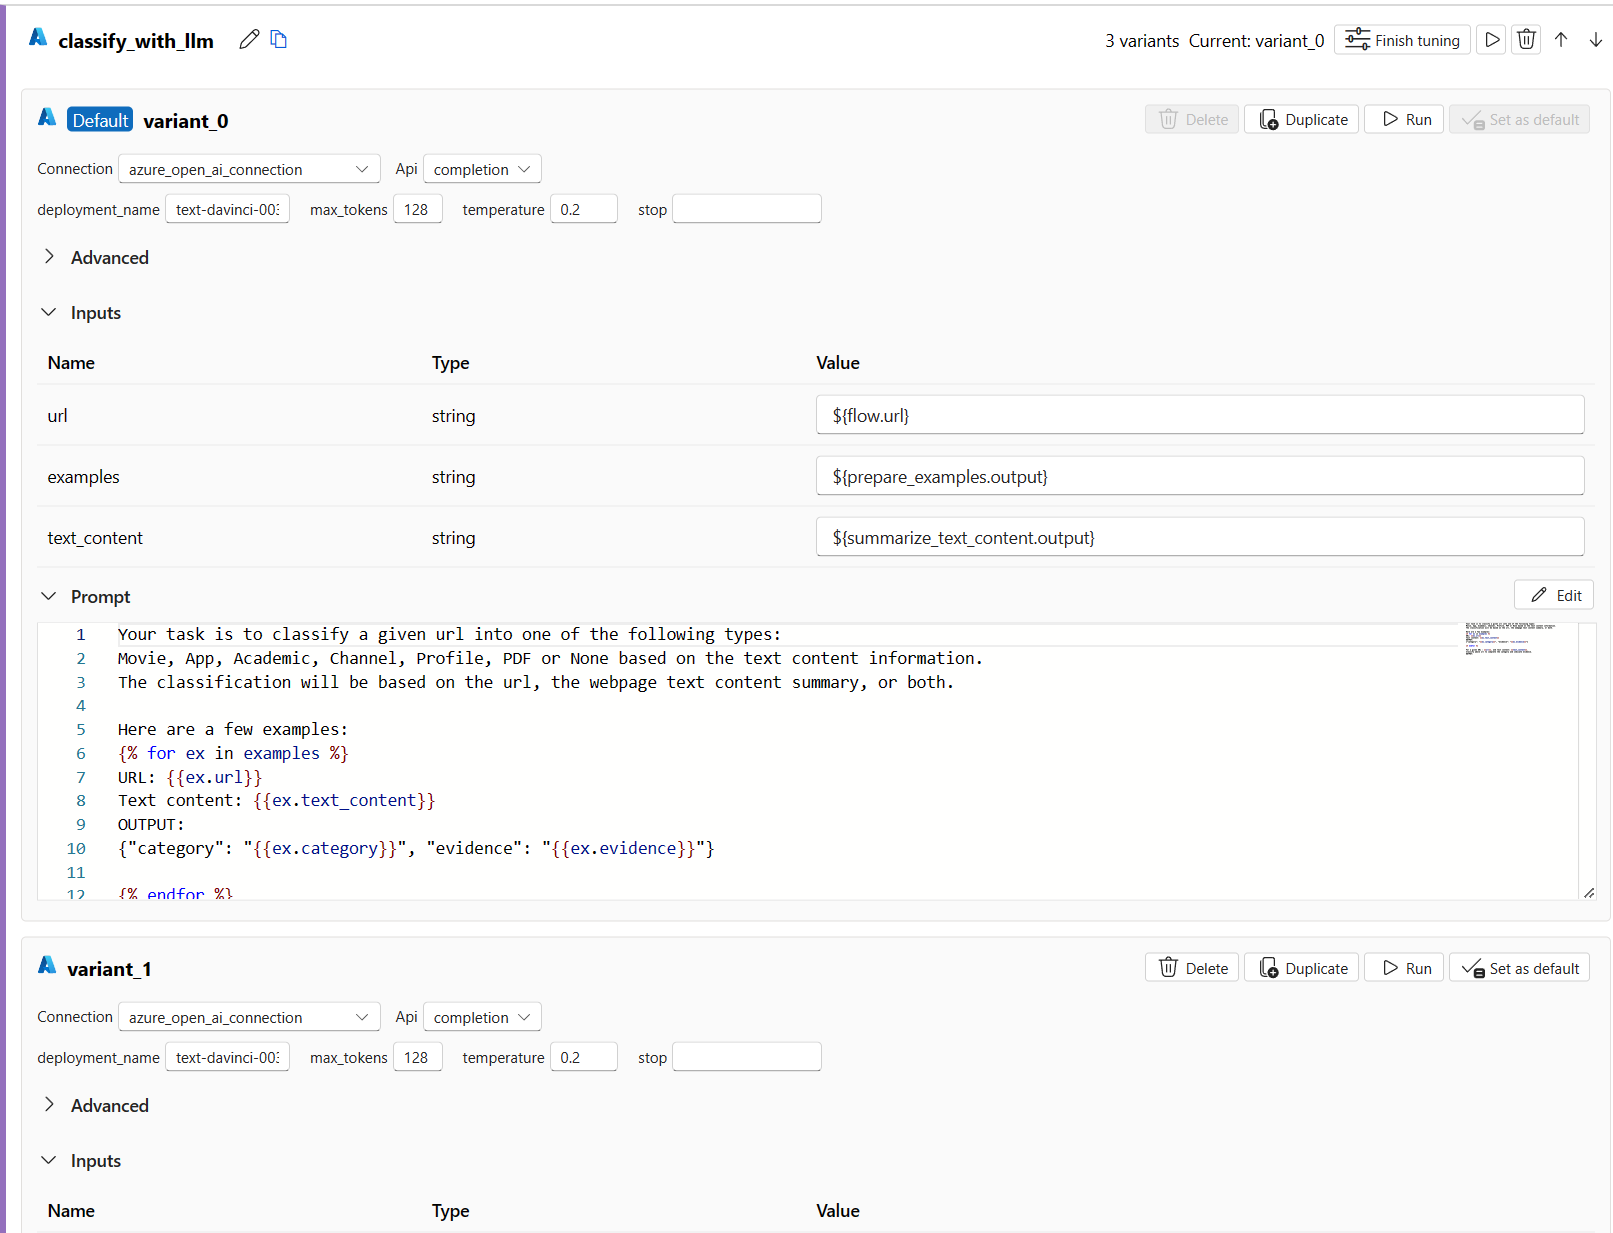 classify_with_llm
3 variants Current: variant_0 Finish tuning
Default variant_0
Delete Duplicate Run Set as default
Connection azure_open_ai_connection Api completion
deployment_name text-davinci-003 max_tokens 128 temperature 0.2 stop
Advanced
Inputs
Name Type Value
url string ${flow.url}
examples string ${prepare_examples.output}
text_content string ${summarize_text_content.output}
Prompt Edit
1 Your task is to classify a given url into one of the following types:
2 Movie, App, Academic, Channel, Profile, PDF or None based on the text content information.
3 The classification will be based on the url, the webpage text content summary, or both.
4
5 Here are a few examples:
6 {% for ex in examples %}
7 URL: {{ex.url}}
8 Text content: {{ex.text_content}}
9 OUTPUT:
10 {"category": "{{ex.category}}", "evidence": "{{ex.evidence}}"}
11
12 {% endfor %}
variant_1
Delete Duplicate Run Set as default
Connection azure_open_ai_connection Api completion
deployment_name text-davinci-003 max_tokens 128 temperature 0.2 stop
Advanced
Inputs
Name Type Value